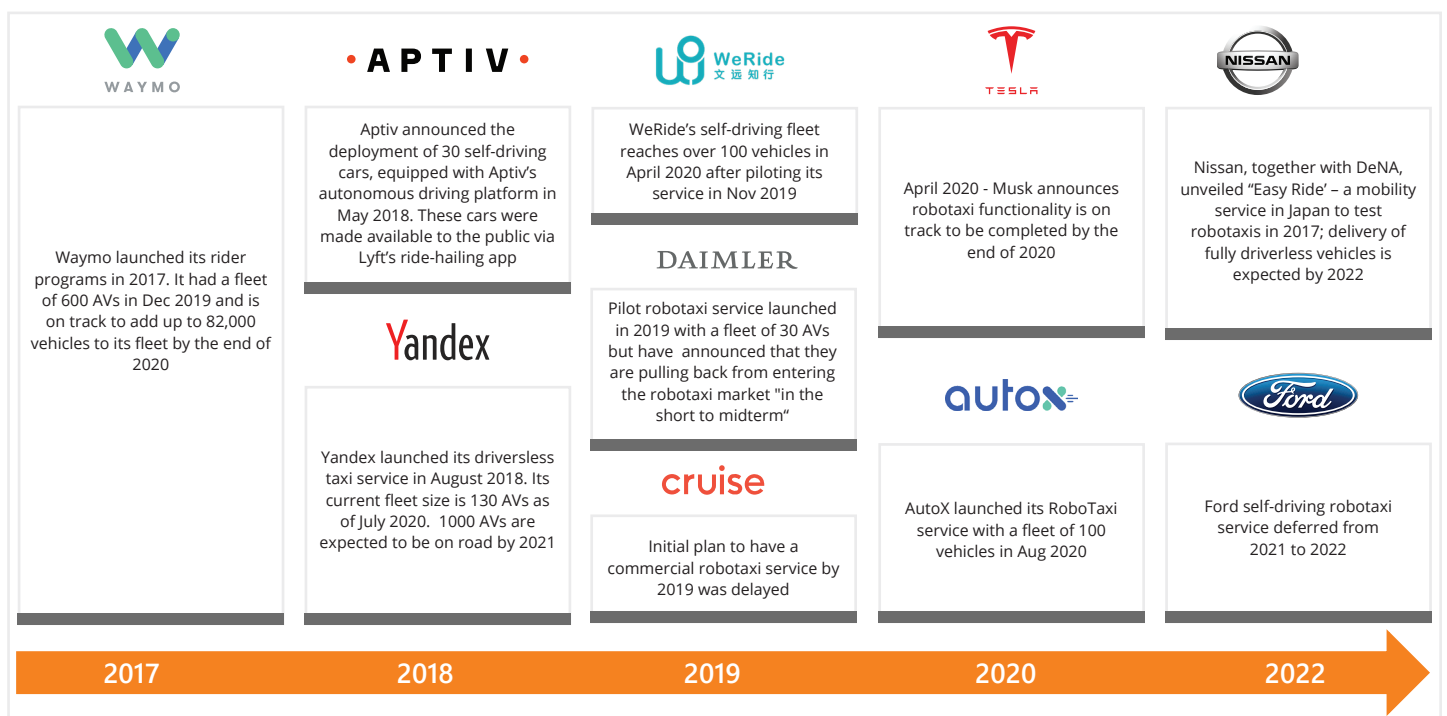 WAYMO
Waymo launched its rider
programs in 2017. It had a fleet
of 600 AVs in Dec 2019 and is
on track to add up to 82,000
vehicles to its fleet by the end of
2020
APTIV
Aptiv announced the
deployment of 30 self-driving
cars, equipped with Aptiv’s
autonomous driving platform in
May 2018. These cars were
made available to the public via
Lyft’s ride-hailing app
Yandex
Yandex launched its driversless
taxi service in August 2018. Its
current fleet size is 130 AVs as
of July 2020.  1000 AVs are
expected to be on road by 2021
WeRide
文远知行
WeRide’s self-driving fleet
reaches over 100 vehicles in
April 2020 after piloting its
service in Nov 2019
DAIMLER
Pilot robotaxi service launched
in 2019 with a fleet of 30 AVs
but have  announced that they
are pulling back from entering
the robotaxi market "in the
short to midterm“
cruise
Initial plan to have a
commercial robotaxi service by
2019 was delayed
TESLA
April 2020 - Musk announces
robotaxi functionality is on
track to be completed by the
end of 2020
autox
AutoX launched its RoboTaxi
service with a fleet of 100
vehicles in Aug 2020
NISSAN
Nissan, together with DeNA,
unveiled “Easy Ride’ – a mobility
service in Japan to test
robotaxis in 2017; delivery of
fully driverless vehicles is
expected by 2022
Ford
Ford self-driving robotaxi
service deferred from
2021 to 2022
2017
2018
2019
2020
2022